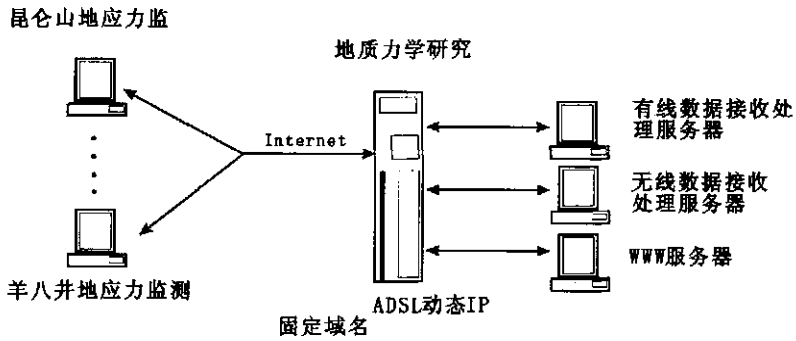 昆仑山地应力监
地质力学研究
Internet
有线数据接收处
理服务器
无线数据接收
处理服务器
WWW服务器
羊八井地应力监测
ADSL动态IP
固定域名